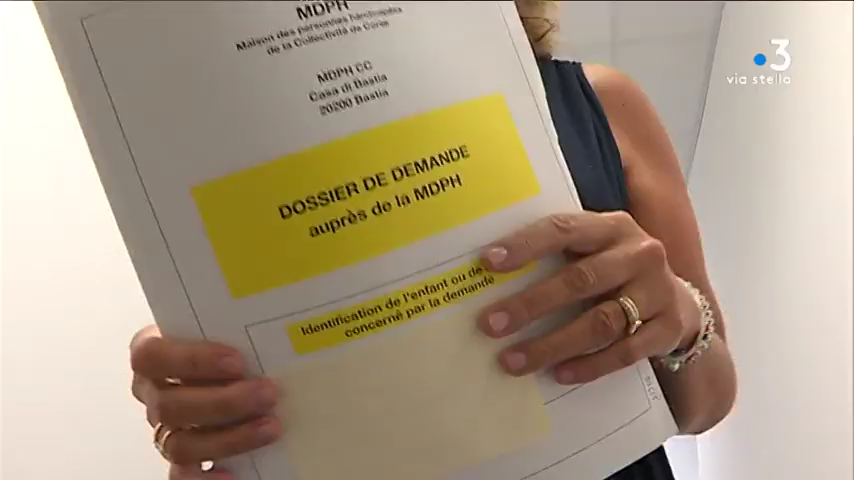 MDPH
Maison des personnes handicapées
de la Collectivité de Corse
MDPH CC
Casa di Bastia
20200 Bastia
DOSSIER DE DEMANDE
auprès de la MDPH
Identification de l'enfant ou de
concerné par la demande
3
via stella